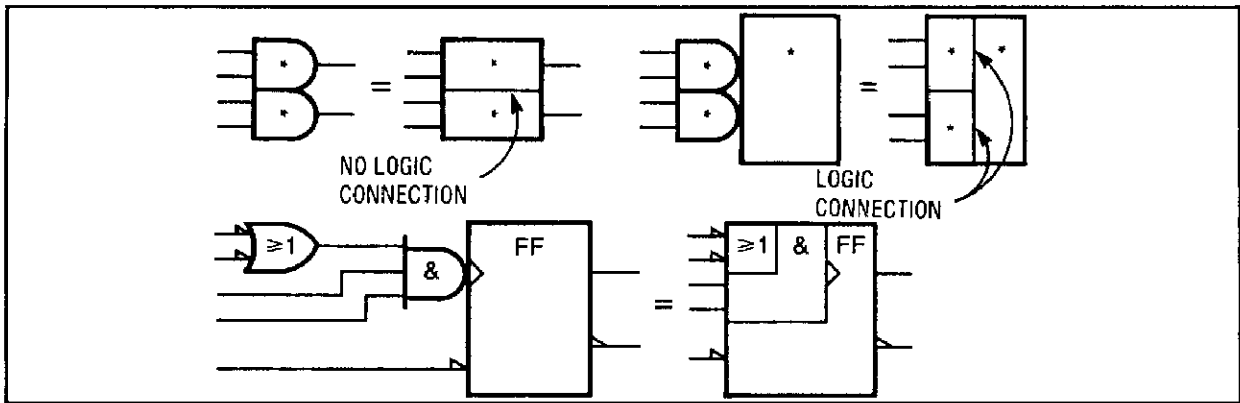 * = *
* *
* = * *
* *
NO LOGIC
CONNECTION
LOGIC
CONNECTION
≥1 & FF = ≥1 & FF